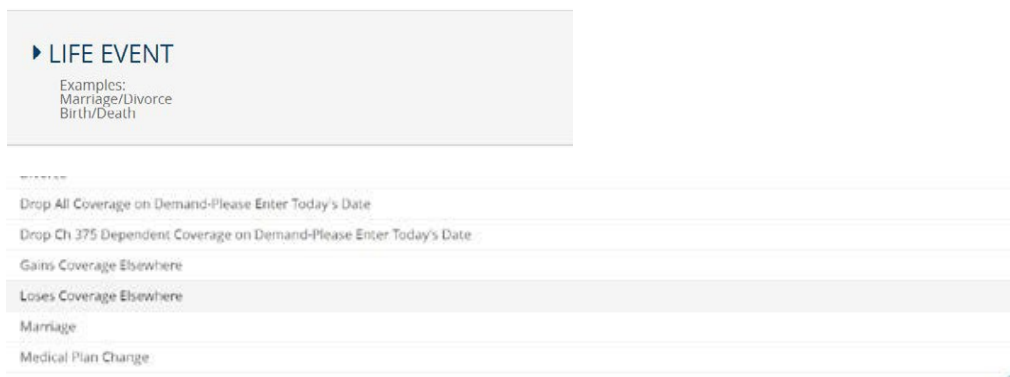 LIFE EVENT
Examples:
Marriage/Divorce
Birth/Death
Drop All Coverage on Demand-Please Enter Today's Date
Drop Ch 375 Dependent Coverage on Demand-Please Enter Today's Date
Gains Coverage Elsewhere
Loses Coverage Elsewhere
Marriage
Medical Plan Change